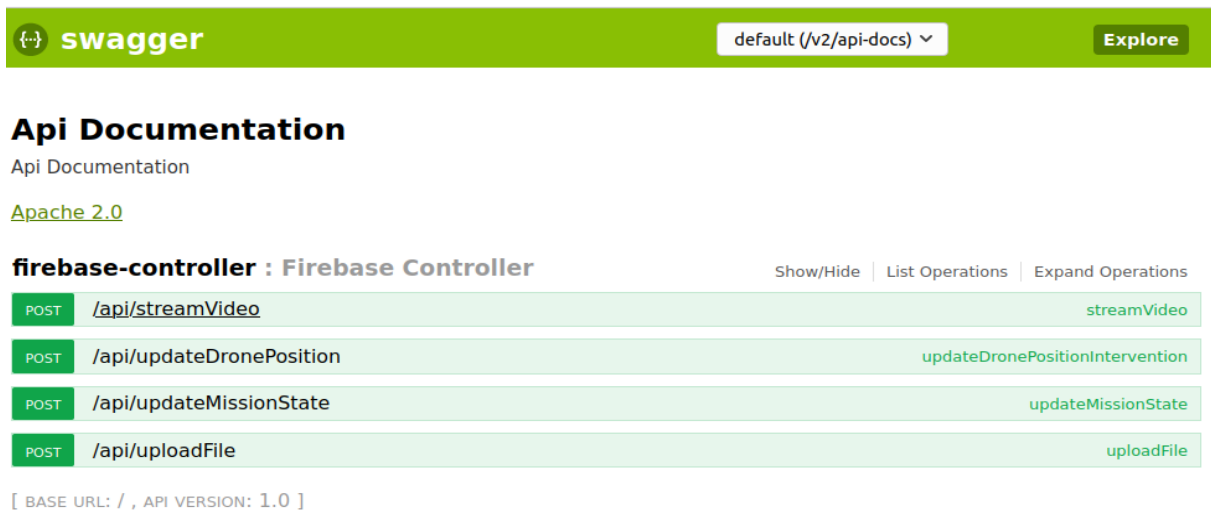 {···} swagger default (/v2/api-docs) Explore
Api Documentation
Api Documentation
Apache 2.0
firebase-controller : Firebase Controller Show/Hide List Operations Expand Operations
POST /api/streamVideo streamVideo
POST /api/updateDronePosition updateDronePositionIntervention
POST /api/updateMissionState updateMissionState
POST /api/uploadFile uploadFile
[ BASE URL: / , API VERSION: 1.0 ]